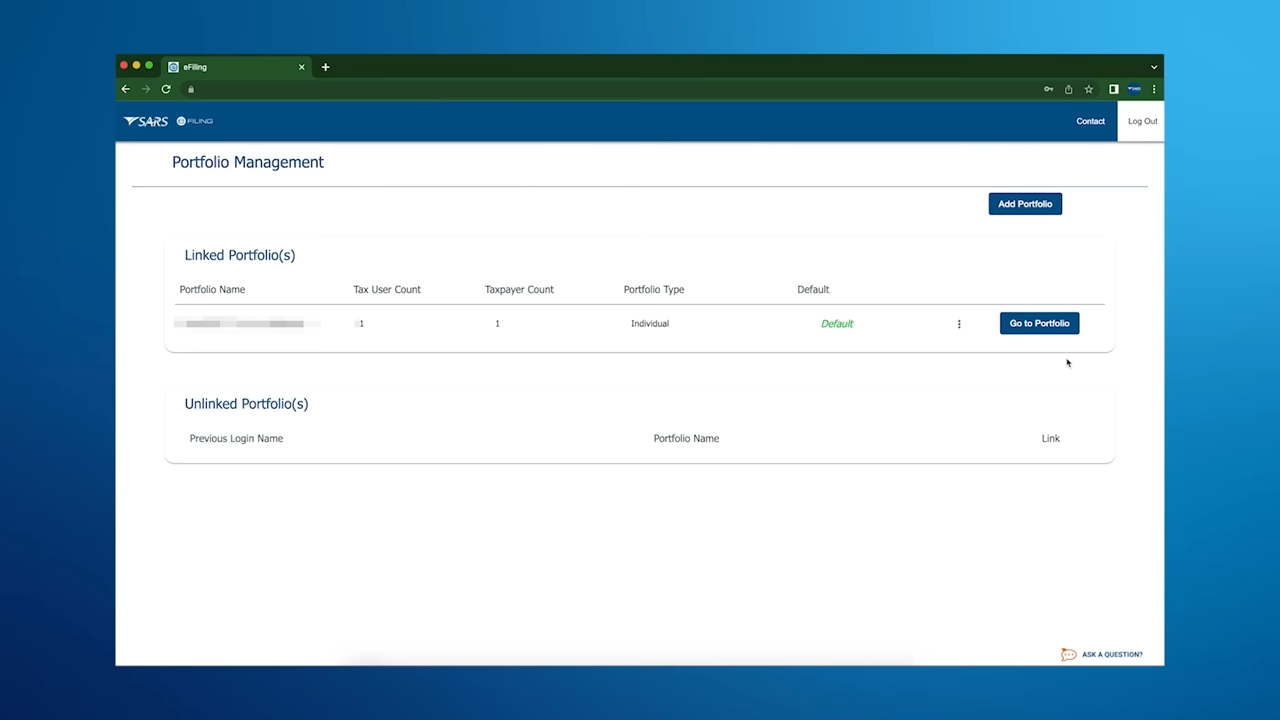 eFiling
SARS eFILING
Contact
Log Out
Portfolio Management
Add Portfolio
Linked Portfolio(s)
Portfolio Name Tax User Count Taxpayer Count Portfolio Type Default
1 1 Individual Default Go to Portfolio
Unlinked Portfolio(s)
Previous Login Name Portfolio Name Link
ASK A QUESTION?